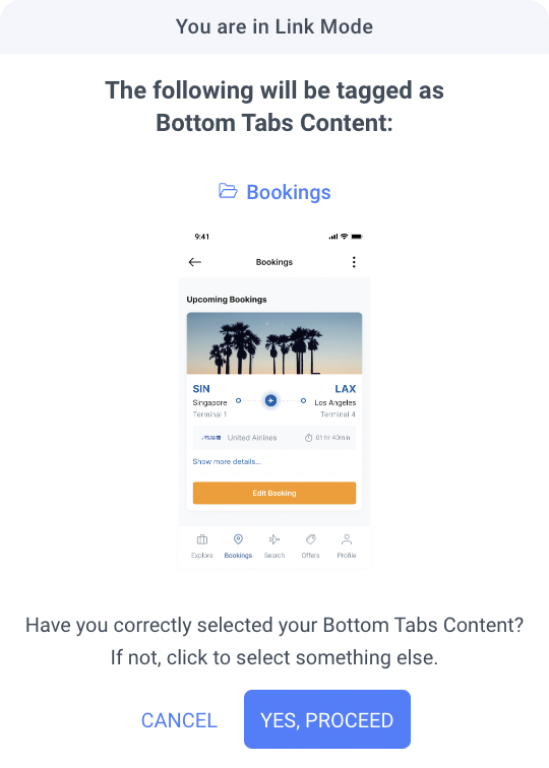 You are in Link Mode
The following will be tagged as
Bottom Tabs Content:
Bookings
9:41
Bookings
Upcoming Bookings
SIN LAX
Singapore Los Angeles
Terminal 1 Terminal 4
United Airlines 01 hr 40min
Show more details...
Edit Booking
Explore Bookings Search Offers Profile
Have you correctly selected your Bottom Tabs Content?
If not, click to select something else.
CANCEL YES, PROCEED